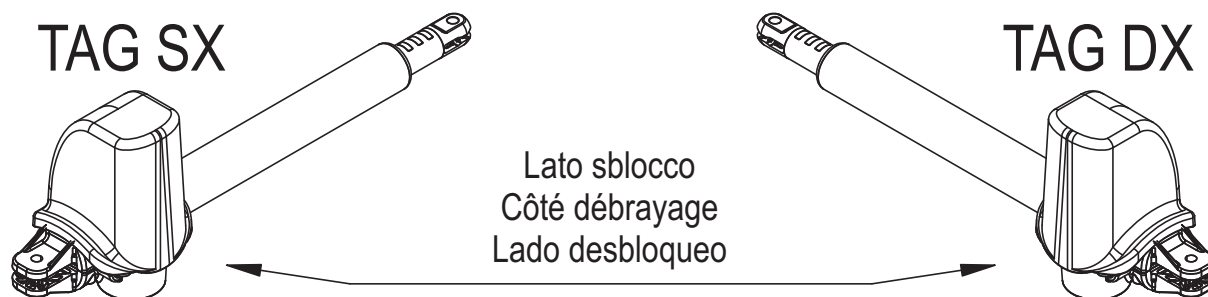 TAG SX
TAG DX
Lato sblocco
Côté débrayage
Lado desbloqueo